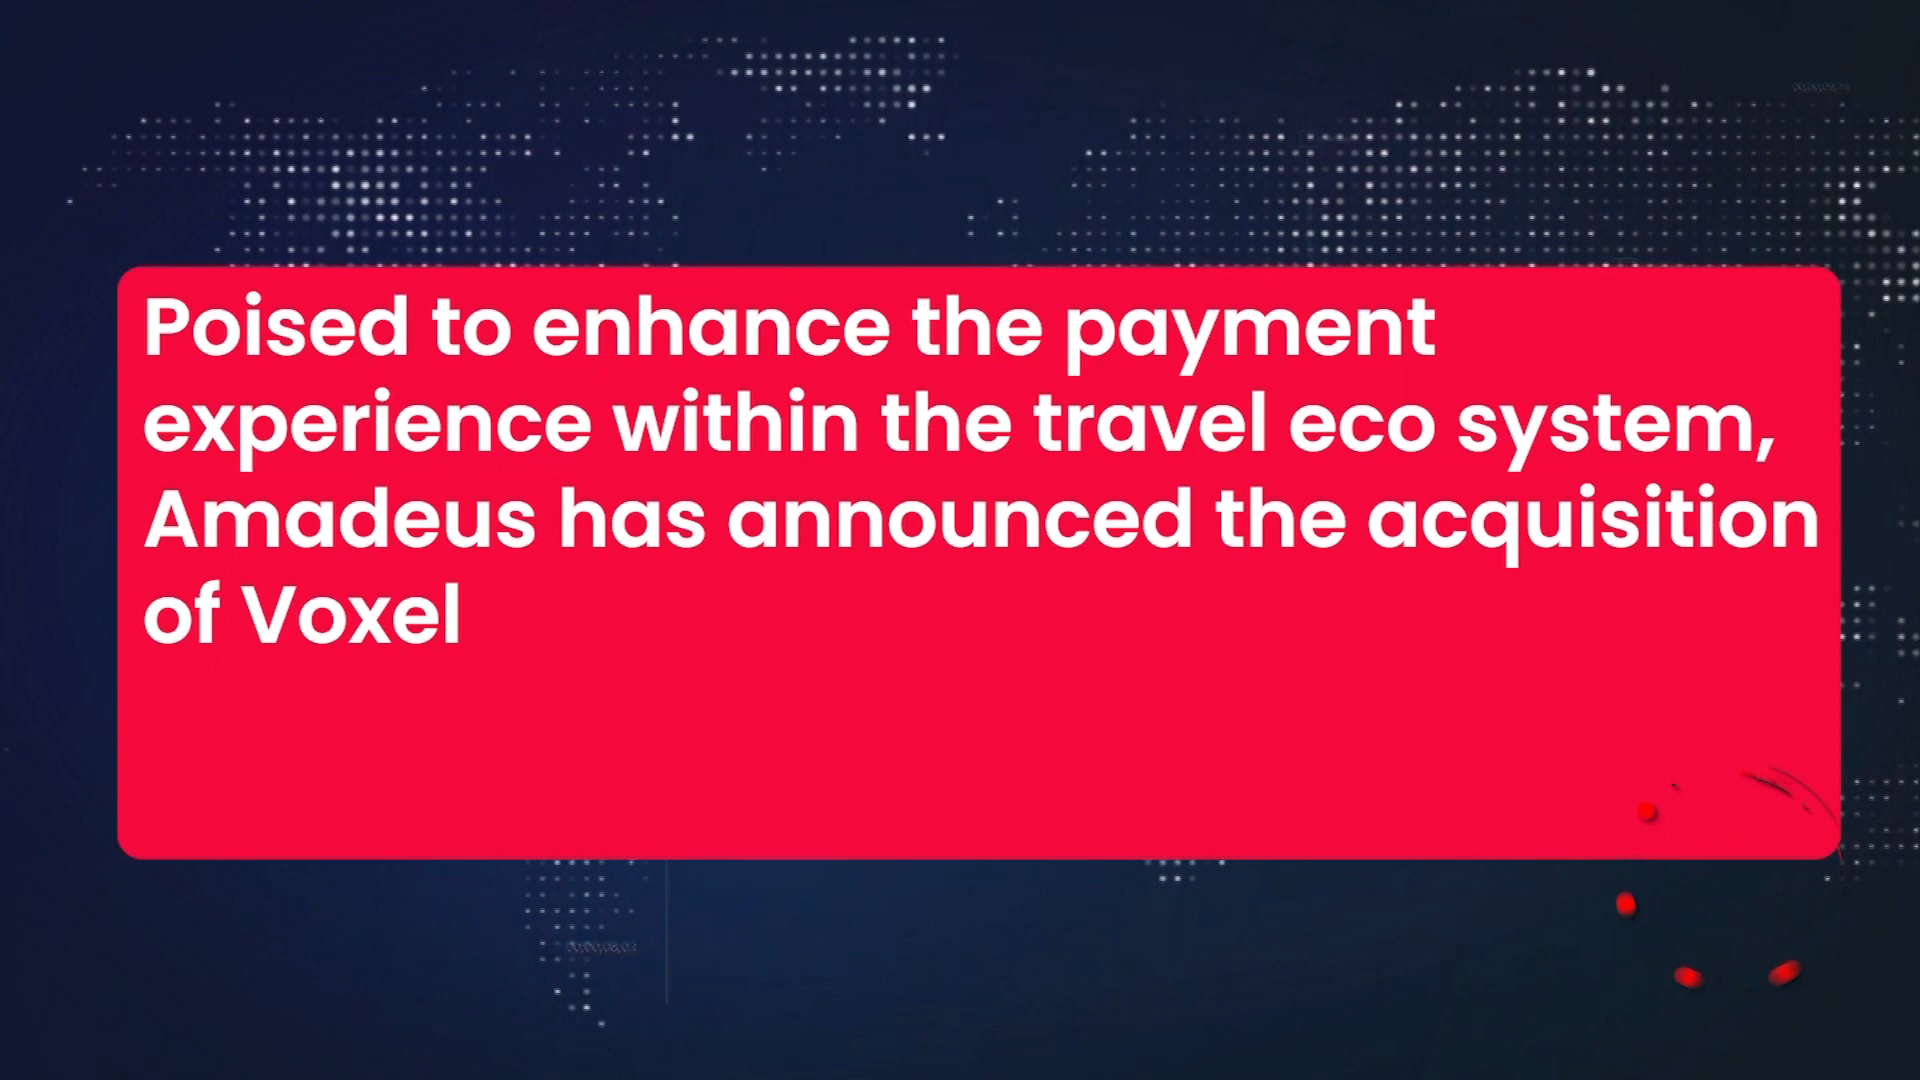 Poised to enhance the payment
experience within the travel eco system,
Amadeus has announced the acquisition
of Voxel